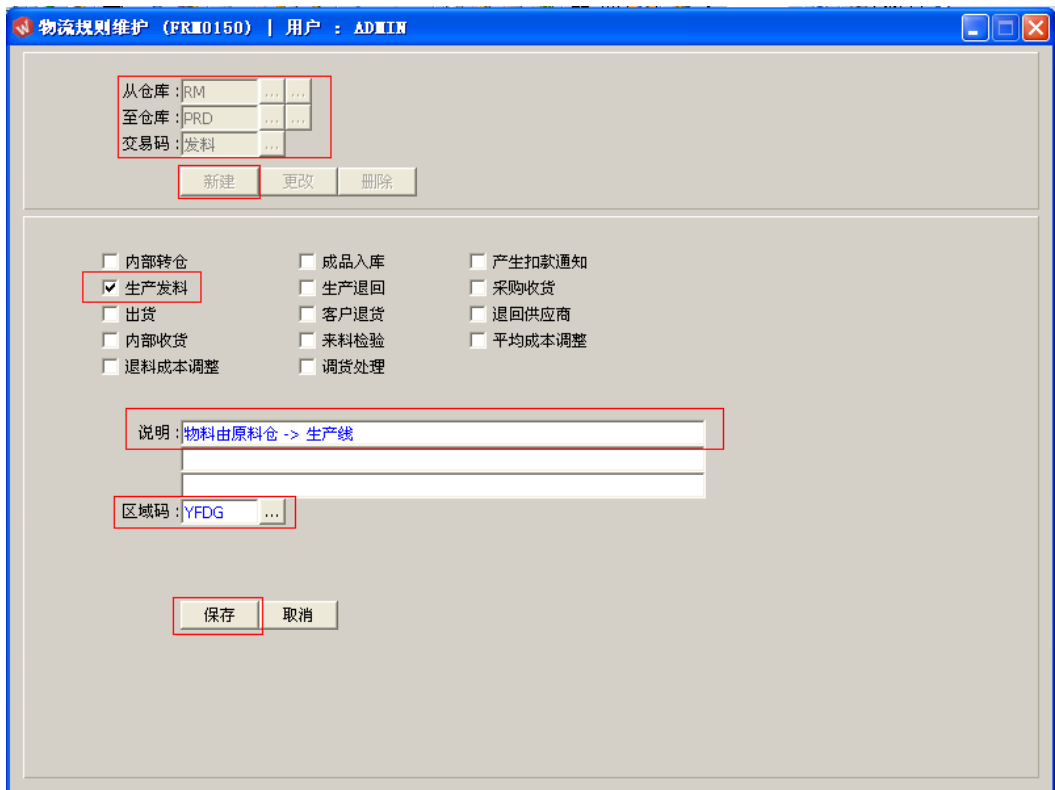 物流规则维护 (FRM0150) | 用户 : ADMIN
从仓库 : RM ... ...
至仓库 : PRD ... ...
交易码 : 发料 ...
新建 更改 删除
内部转仓 成品入库 产生扣款通知
生产发料 生产退回 采购收货
出货 客户退货 退回供应商
内部收货 来料检验 平均成本调整
退料成本调整 调货处理
说明 : 物料由原料仓 -> 生产线
区域码 : YFDG ...
保存 取消